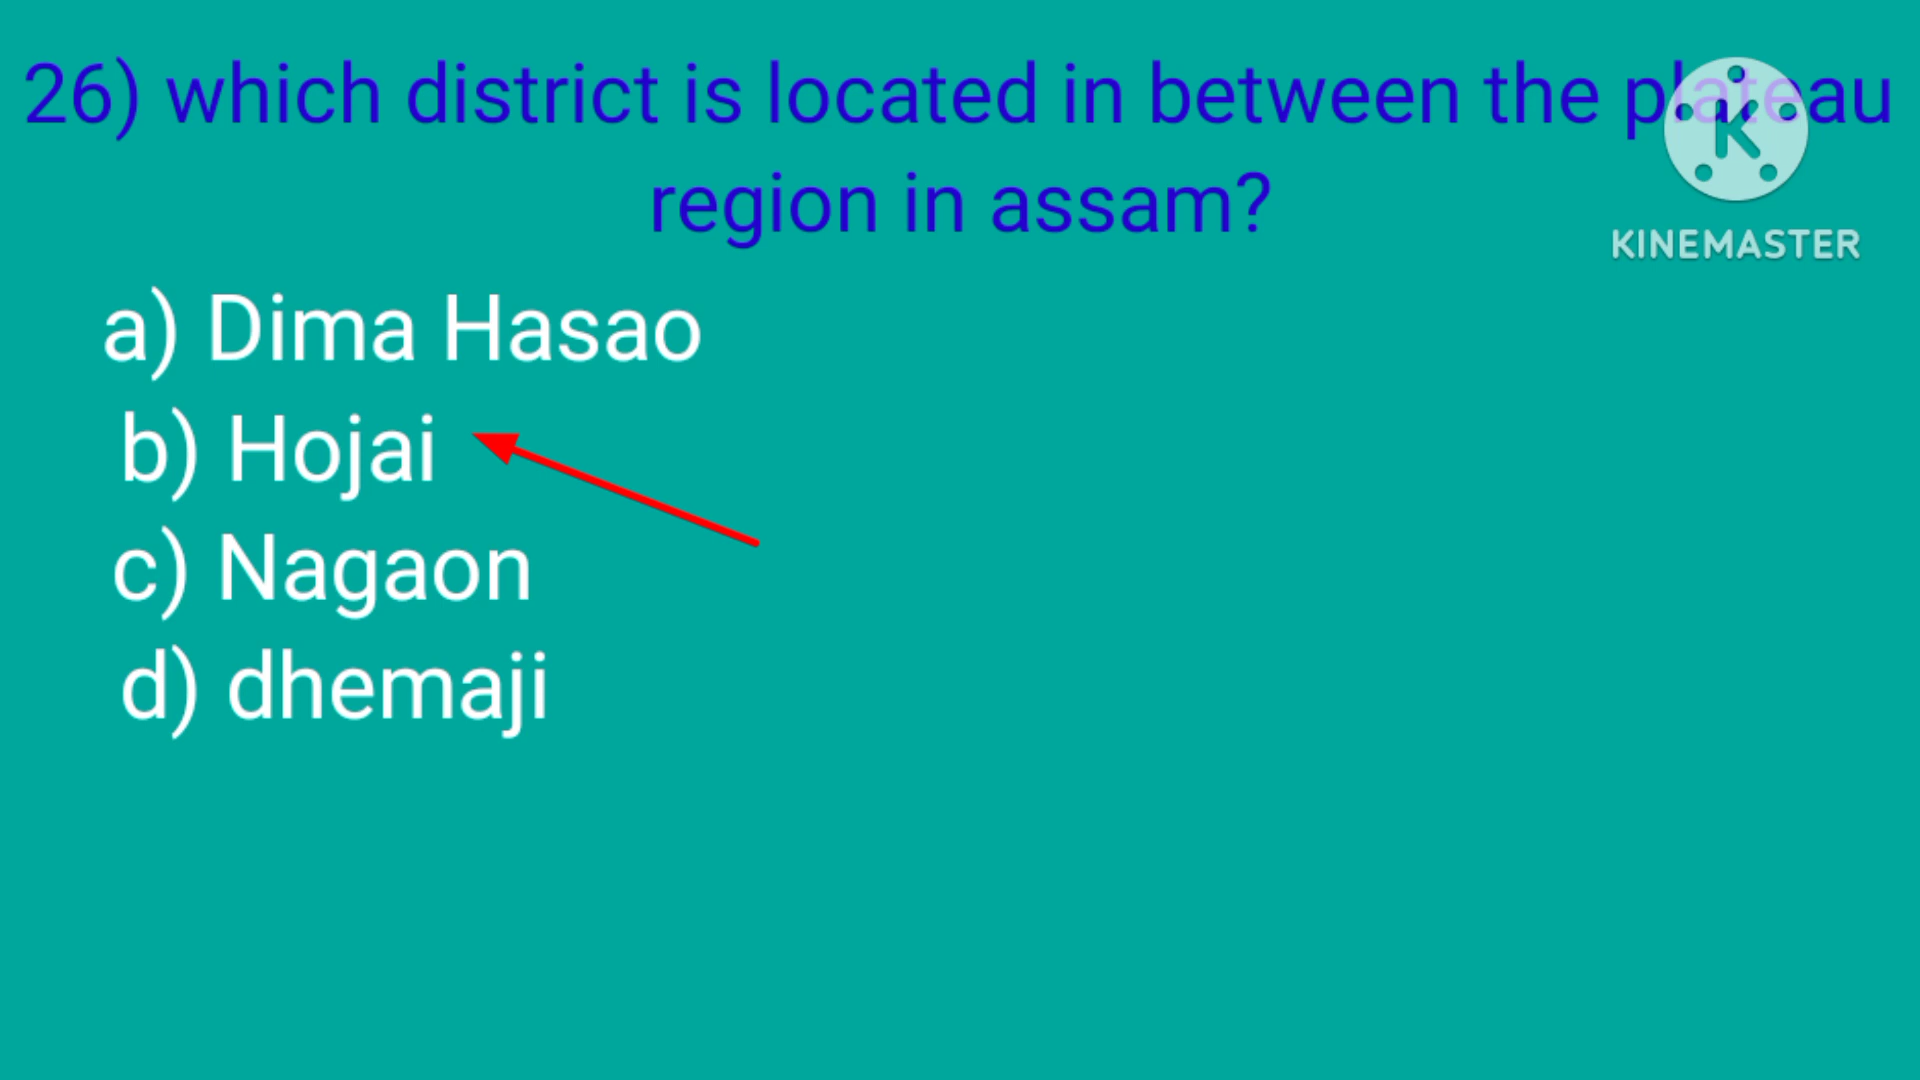 26) which district is located in between the plateau
region in assam?
KINEMASTER
a) Dima Hasao
b) Hojai
c) Nagaon
d) dhemaji